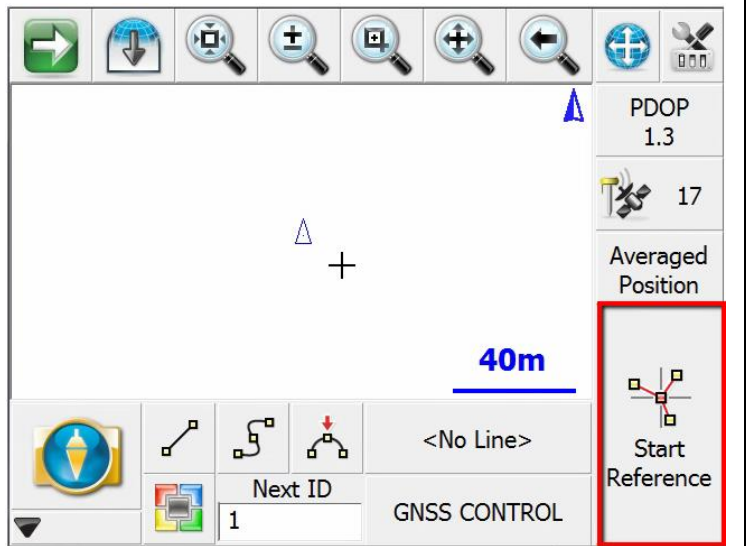 PDOP
1.3
17
Averaged
Position
40m
Start
Reference
<No Line>
Next ID
1
GNSS CONTROL